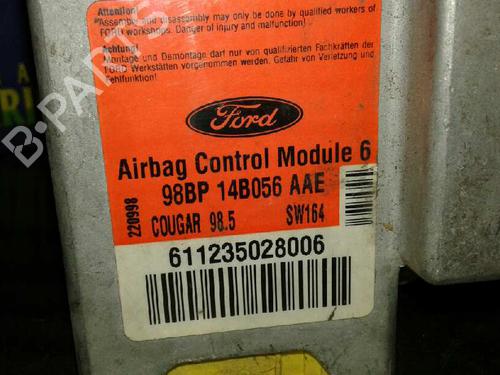 Attention!
*Assembly and disassembly may only be done by qualified workers of
FORD workshops. Danger of injury and malfunction!
Achtung!
Montage und Demontage darf nur von qualifizierten Fachkräften der
FORD Werkstätten vorgenommen werden. Gefahr von Verletzung und
Fehlfunktion!
Ford
Airbag Control Module 6
98BP 14B056 AAE
COUGAR 98.5 SW164
220998
611235028006
B-PARTS